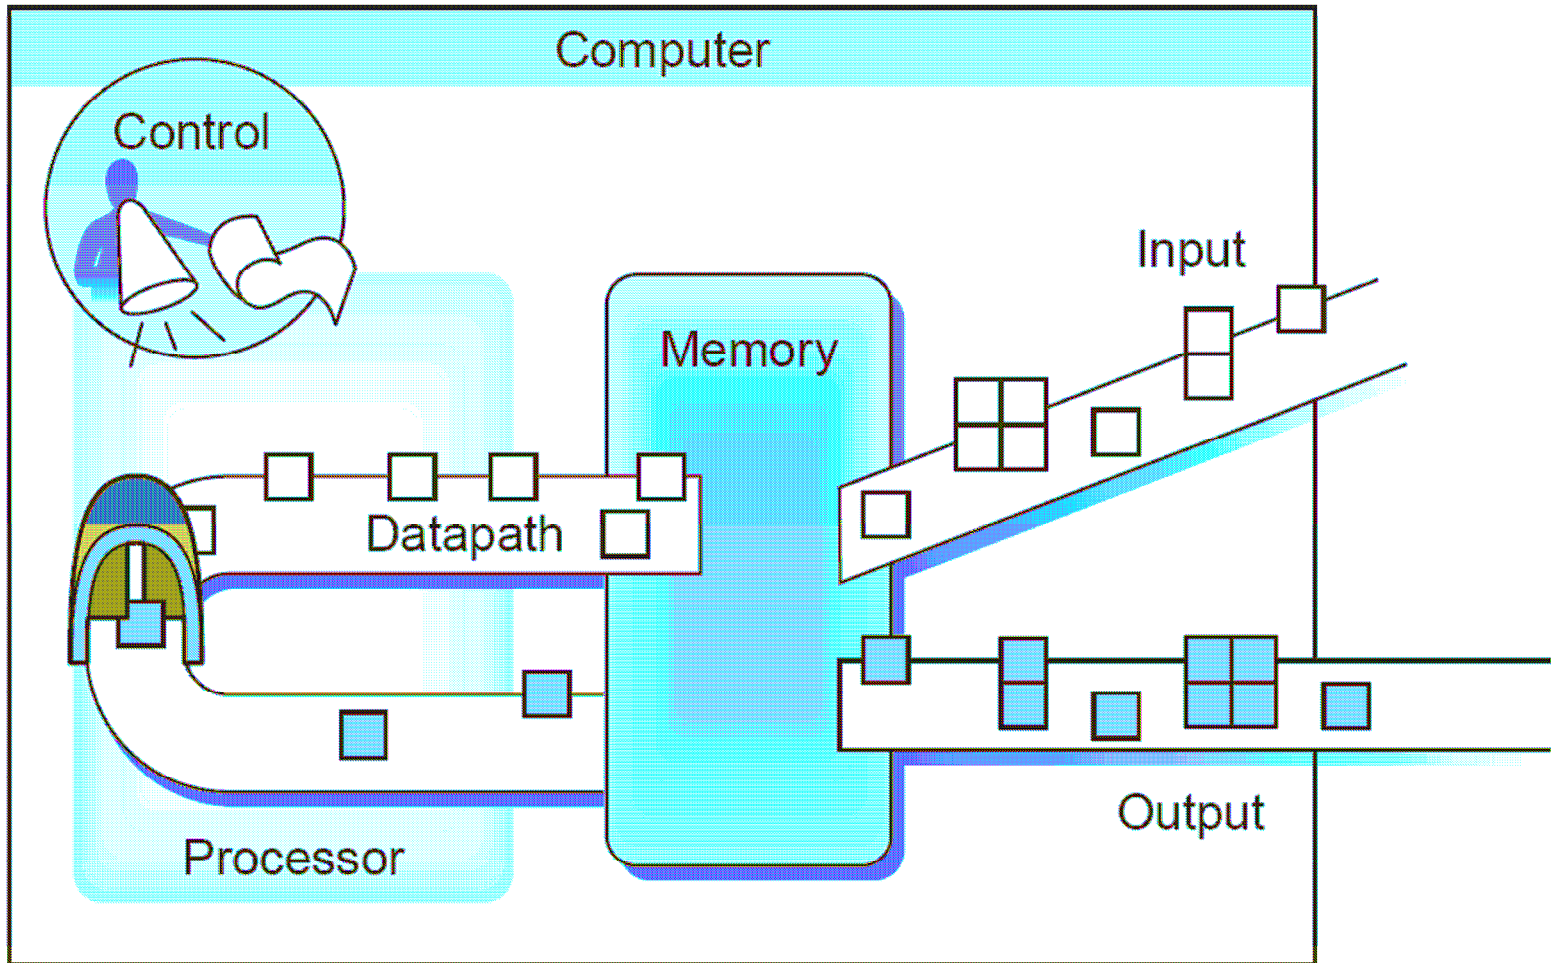 Computer
Control
Input
Memory
Datapath
Output
Processor